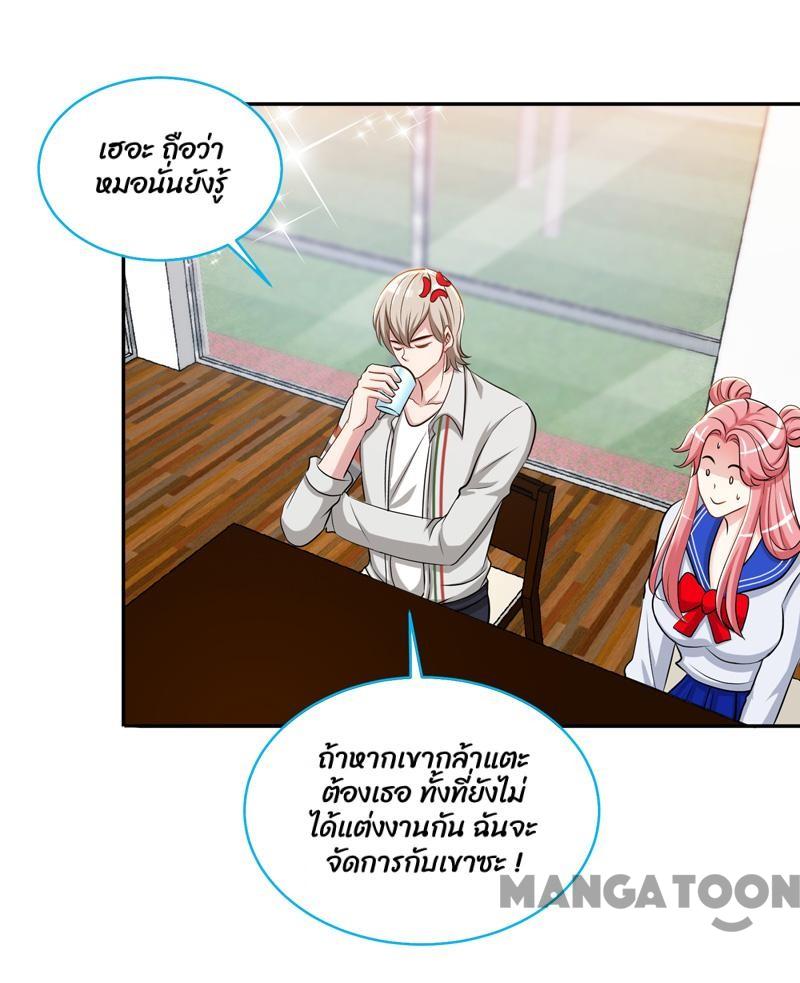 เฮอะ ถือว่า
หมอนั่นยังรู้
ถ้าหากเขากล้าแตะ
ต้องเธอ ทั้งที่ยังไม่
ได้แต่งงานกัน ฉันจะ
จัดการกับเขาซะ !
MANGATOON